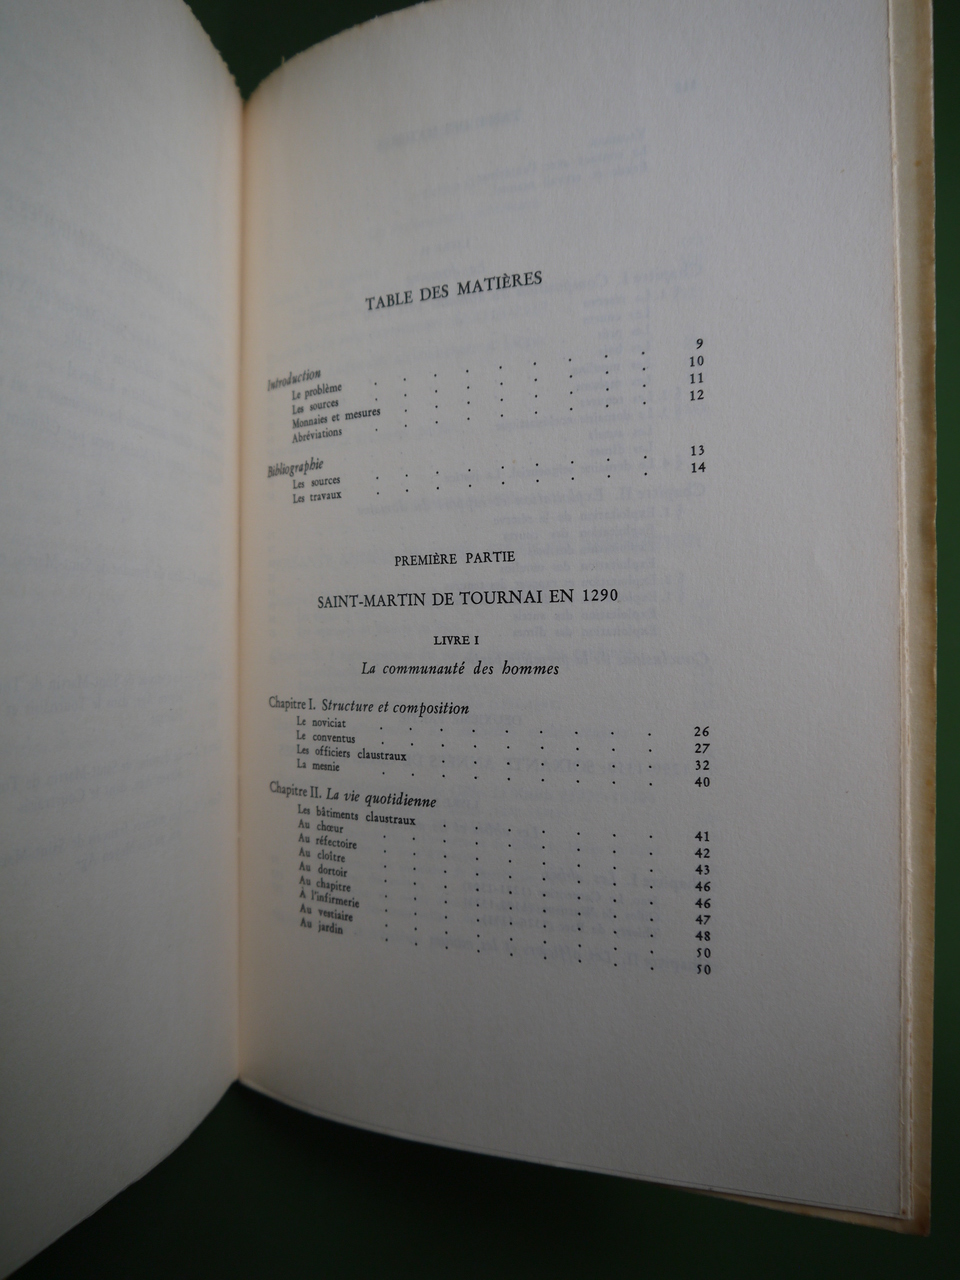 TABLE DES MATIÈRES
Introduction
Le problème . . . . . . . 9
Les sources . . . . . . . 10
Monnaies et mesures . . . . . . 11
Abréviations . . . . . . . 12
Bibliographie
Les sources . . . . . . . 13
Les travaux . . . . . . . 14
PREMIÈRE PARTIE
SAINT-MARTIN DE TOURNAI EN 1290
LIVRE I
La communauté des hommes
Chapitre I. Structure et composition
Le noviciat . . . . . . . 26
Le conventus . . . . . . . 27
Les officiers claustraux . . . . . . 32
La mesnie . . . . . . . 40
Chapitre II. La vie quotidienne
Les bâtiments claustraux . . . . . . 41
Au chœur . . . . . . . 42
Au réfectoire . . . . . . . 43
Au cloître . . . . . . . 46
Au dortoir . . . . . . . 46
Au chapitre . . . . . . . 47
À l'infirmerie . . . . . . . 48
Au vestiaire . . . . . . . 50
Au jardin . . . . . . . 50